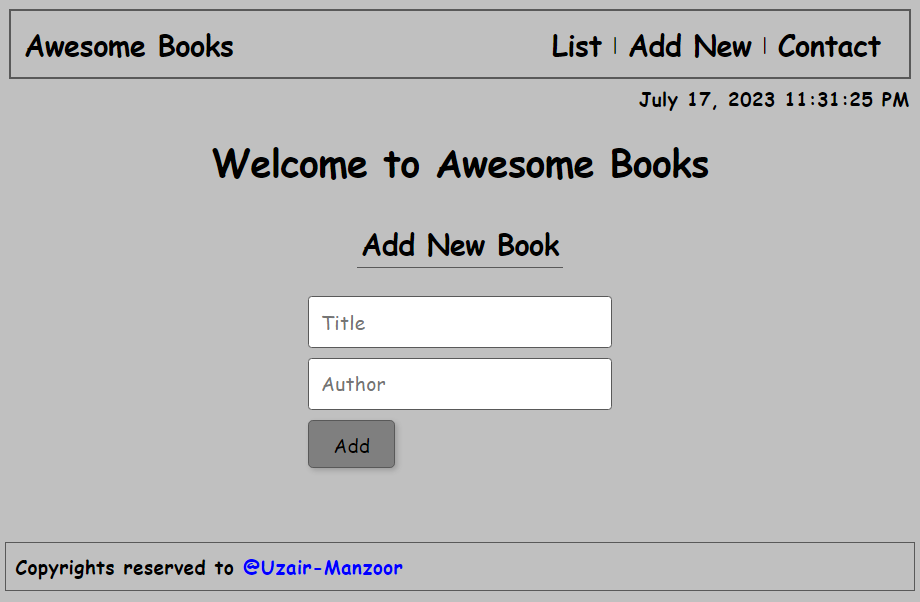 Awesome Books List | Add New | Contact
July 17, 2023 11:31:25 PM
Welcome to Awesome Books
Add New Book
Title
Author
Add
Copyrights reserved to @Uzair-Manzoor